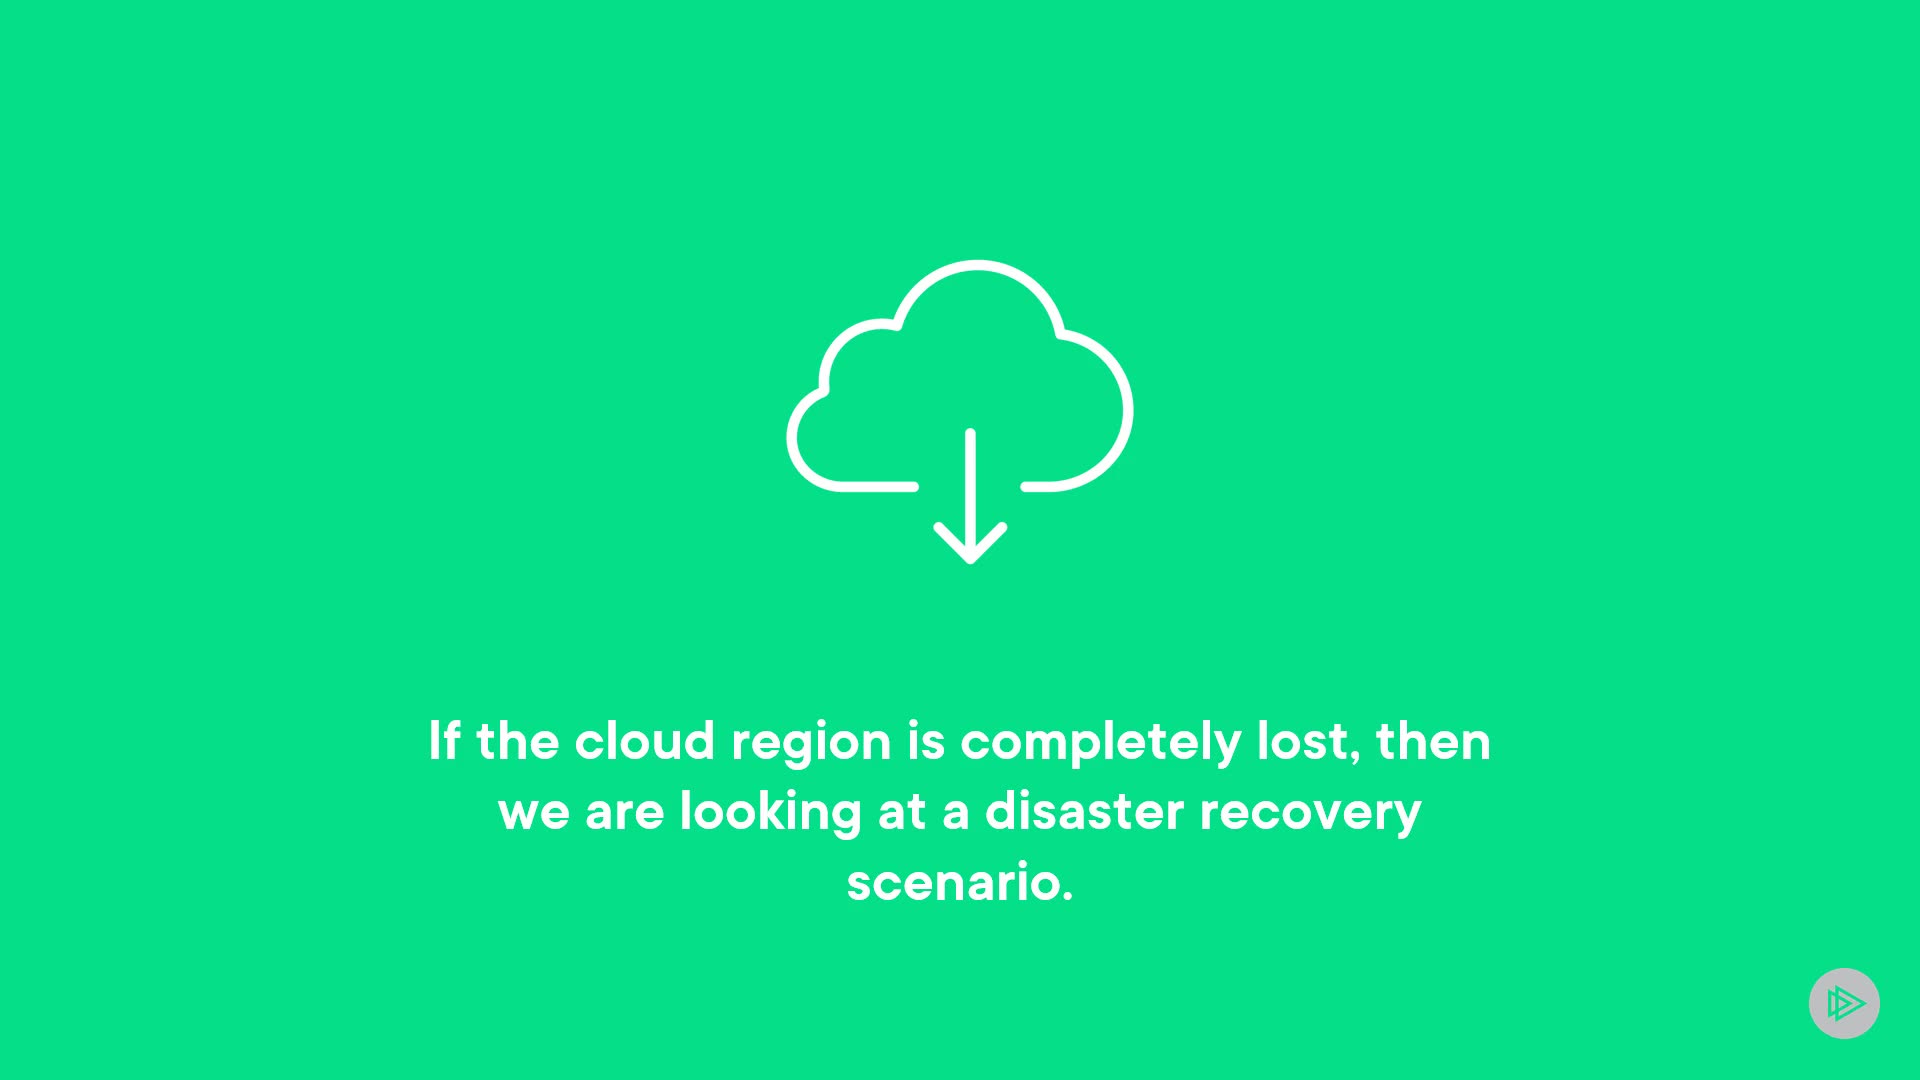 If the cloud region is completely lost, then
we are looking at a disaster recovery
scenario.